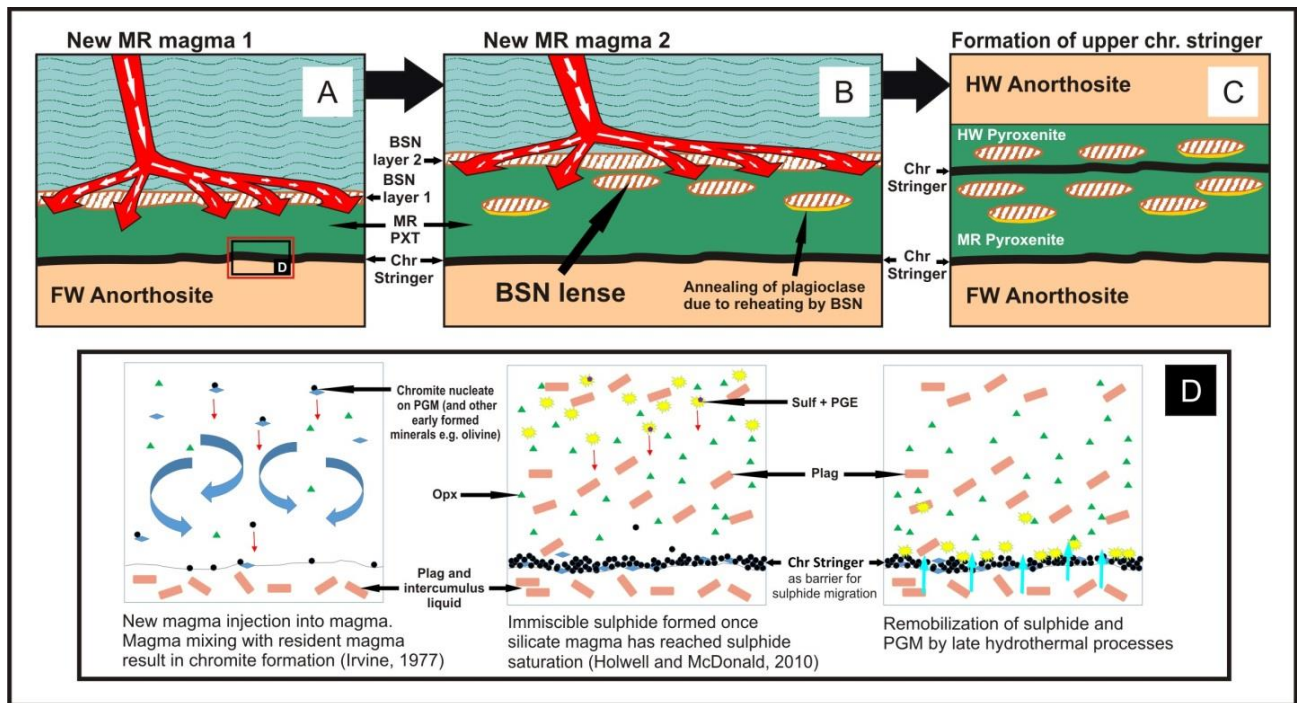 New MR magma 1
New MR magma 2
Formation of upper chr. stringer
A
B
C
HW Anorthosite
HW Pyroxenite
MR Pyroxenite
FW Anorthosite
BSN
layer 2
BSN
layer 1
MR
PXT
Chr
Stringer
D
FW Anorthosite
BSN lense
Annealing of plagioclase
due to reheating by BSN
Chr
Stringer
Chr
Stringer
D
Chromite nucleate
on PGM (and other
early formed
minerals e.g. olivine)
Sulf + PGE
Plag
Opx
Plag and
intercumulus
liquid
Chr Stringer
as barrier for
sulphide migration
New magma injection into magma.
Magma mixing with resident magma
result in chromite formation (Irvine, 1977)
Immiscible sulphide formed once
silicate magma has reached sulphide
saturation (Holwell and McDonald, 2010)
Remobilization of sulphide and
PGM by late hydrothermal processes